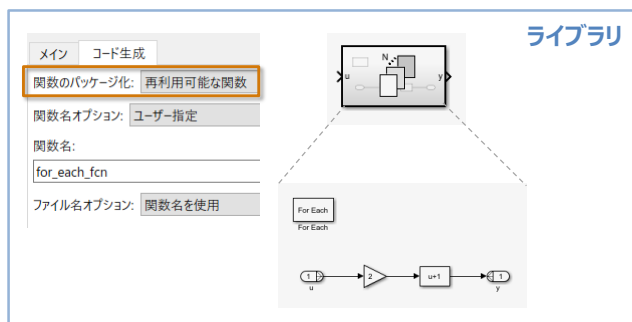 ライブラリ
メイン コード生成
関数のパッケージ化: 再利用可能な関数
関数名オプション: ユーザー指定
関数名:
for_each_fcn
ファイル名オプション: 関数名を使用
N
u y
For Each
For Each
1 2 u+1 1
u y